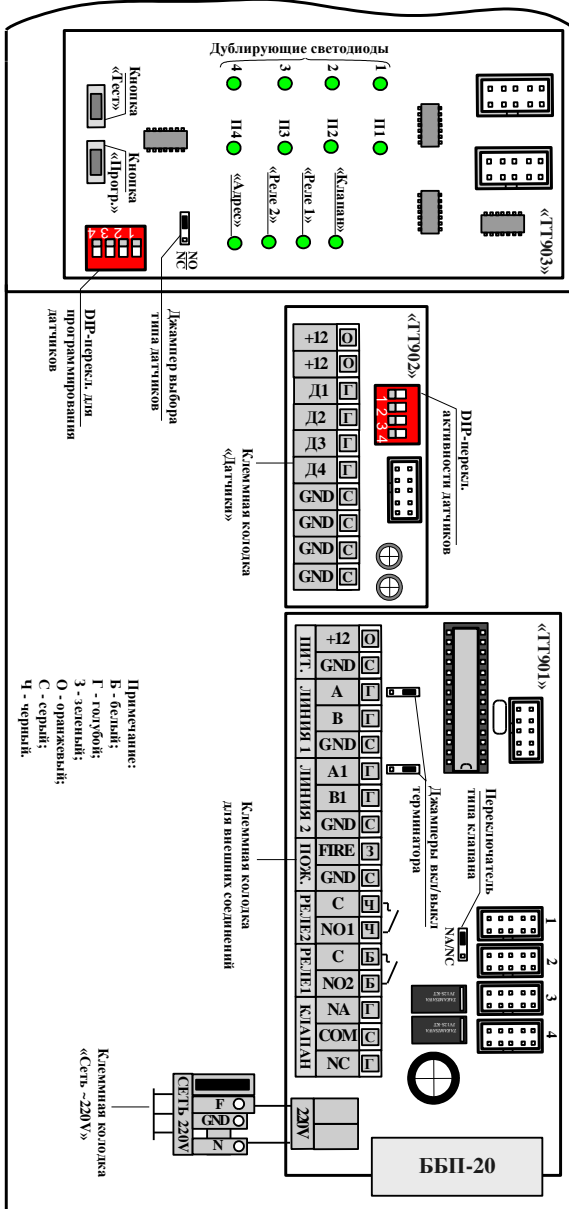 Дублирующие светодиоды
4
3
2
1
П4
П3
П2
П1
«Адрес»
«Реле 2»
«Реле 1»
«Клапан»
Кнопка
«Тест»
Кнопка
«Прогр.»
1 2 3 4
NO
NC
«ТТ903»
DIP-перекл. для
программирования
датчиков
Джампер выбора
типа датчиков
«ТТ902»
1 2 3 4
DIP-перекл.
активности датчиков
+12 О
+12 О
Д1 Г
Д2 Г
Д3 Г
Д4 Г
GND С
GND С
GND С
GND С
Клеммная колодка
«Датчики»
«ТТ901»
ПИТ.
+12 О
GND С
ЛИНИЯ 1
A Г
B Г
GND С
ЛИНИЯ 2
A1 Г
B1 Г
GND С
ПОЖ.
FIRE З
GND С
РЕЛЕ2
C Ч
NO1 Ч
РЕЛЕ1
C Б
NO2 Б
КЛАПАН
NA Г
COM С
NC Г
Джамперы вкл/выкл
терминатора
Переключатель
типа клапана
NA/NC
1
2
3
4
Клеммная колодка
для внешних соединений
Примечание:
Б - белый;
Г - голубой;
З - зеленый;
О - оранжевый;
С - серый;
Ч - черный.
220V
СЕТЬ 220V
F
GND
N
Клеммная колодка
«Сеть ~220V»
ББП-20